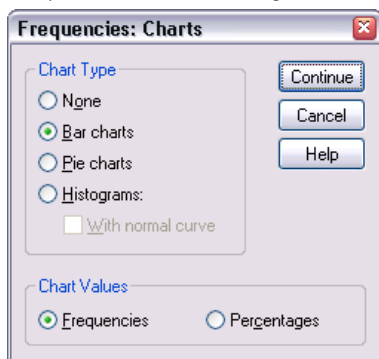 Frequencies: Charts
Chart Type
None
Bar charts
Pie charts
Histograms:
With normal curve
Continue
Cancel
Help
Chart Values
Frequencies
Percentages